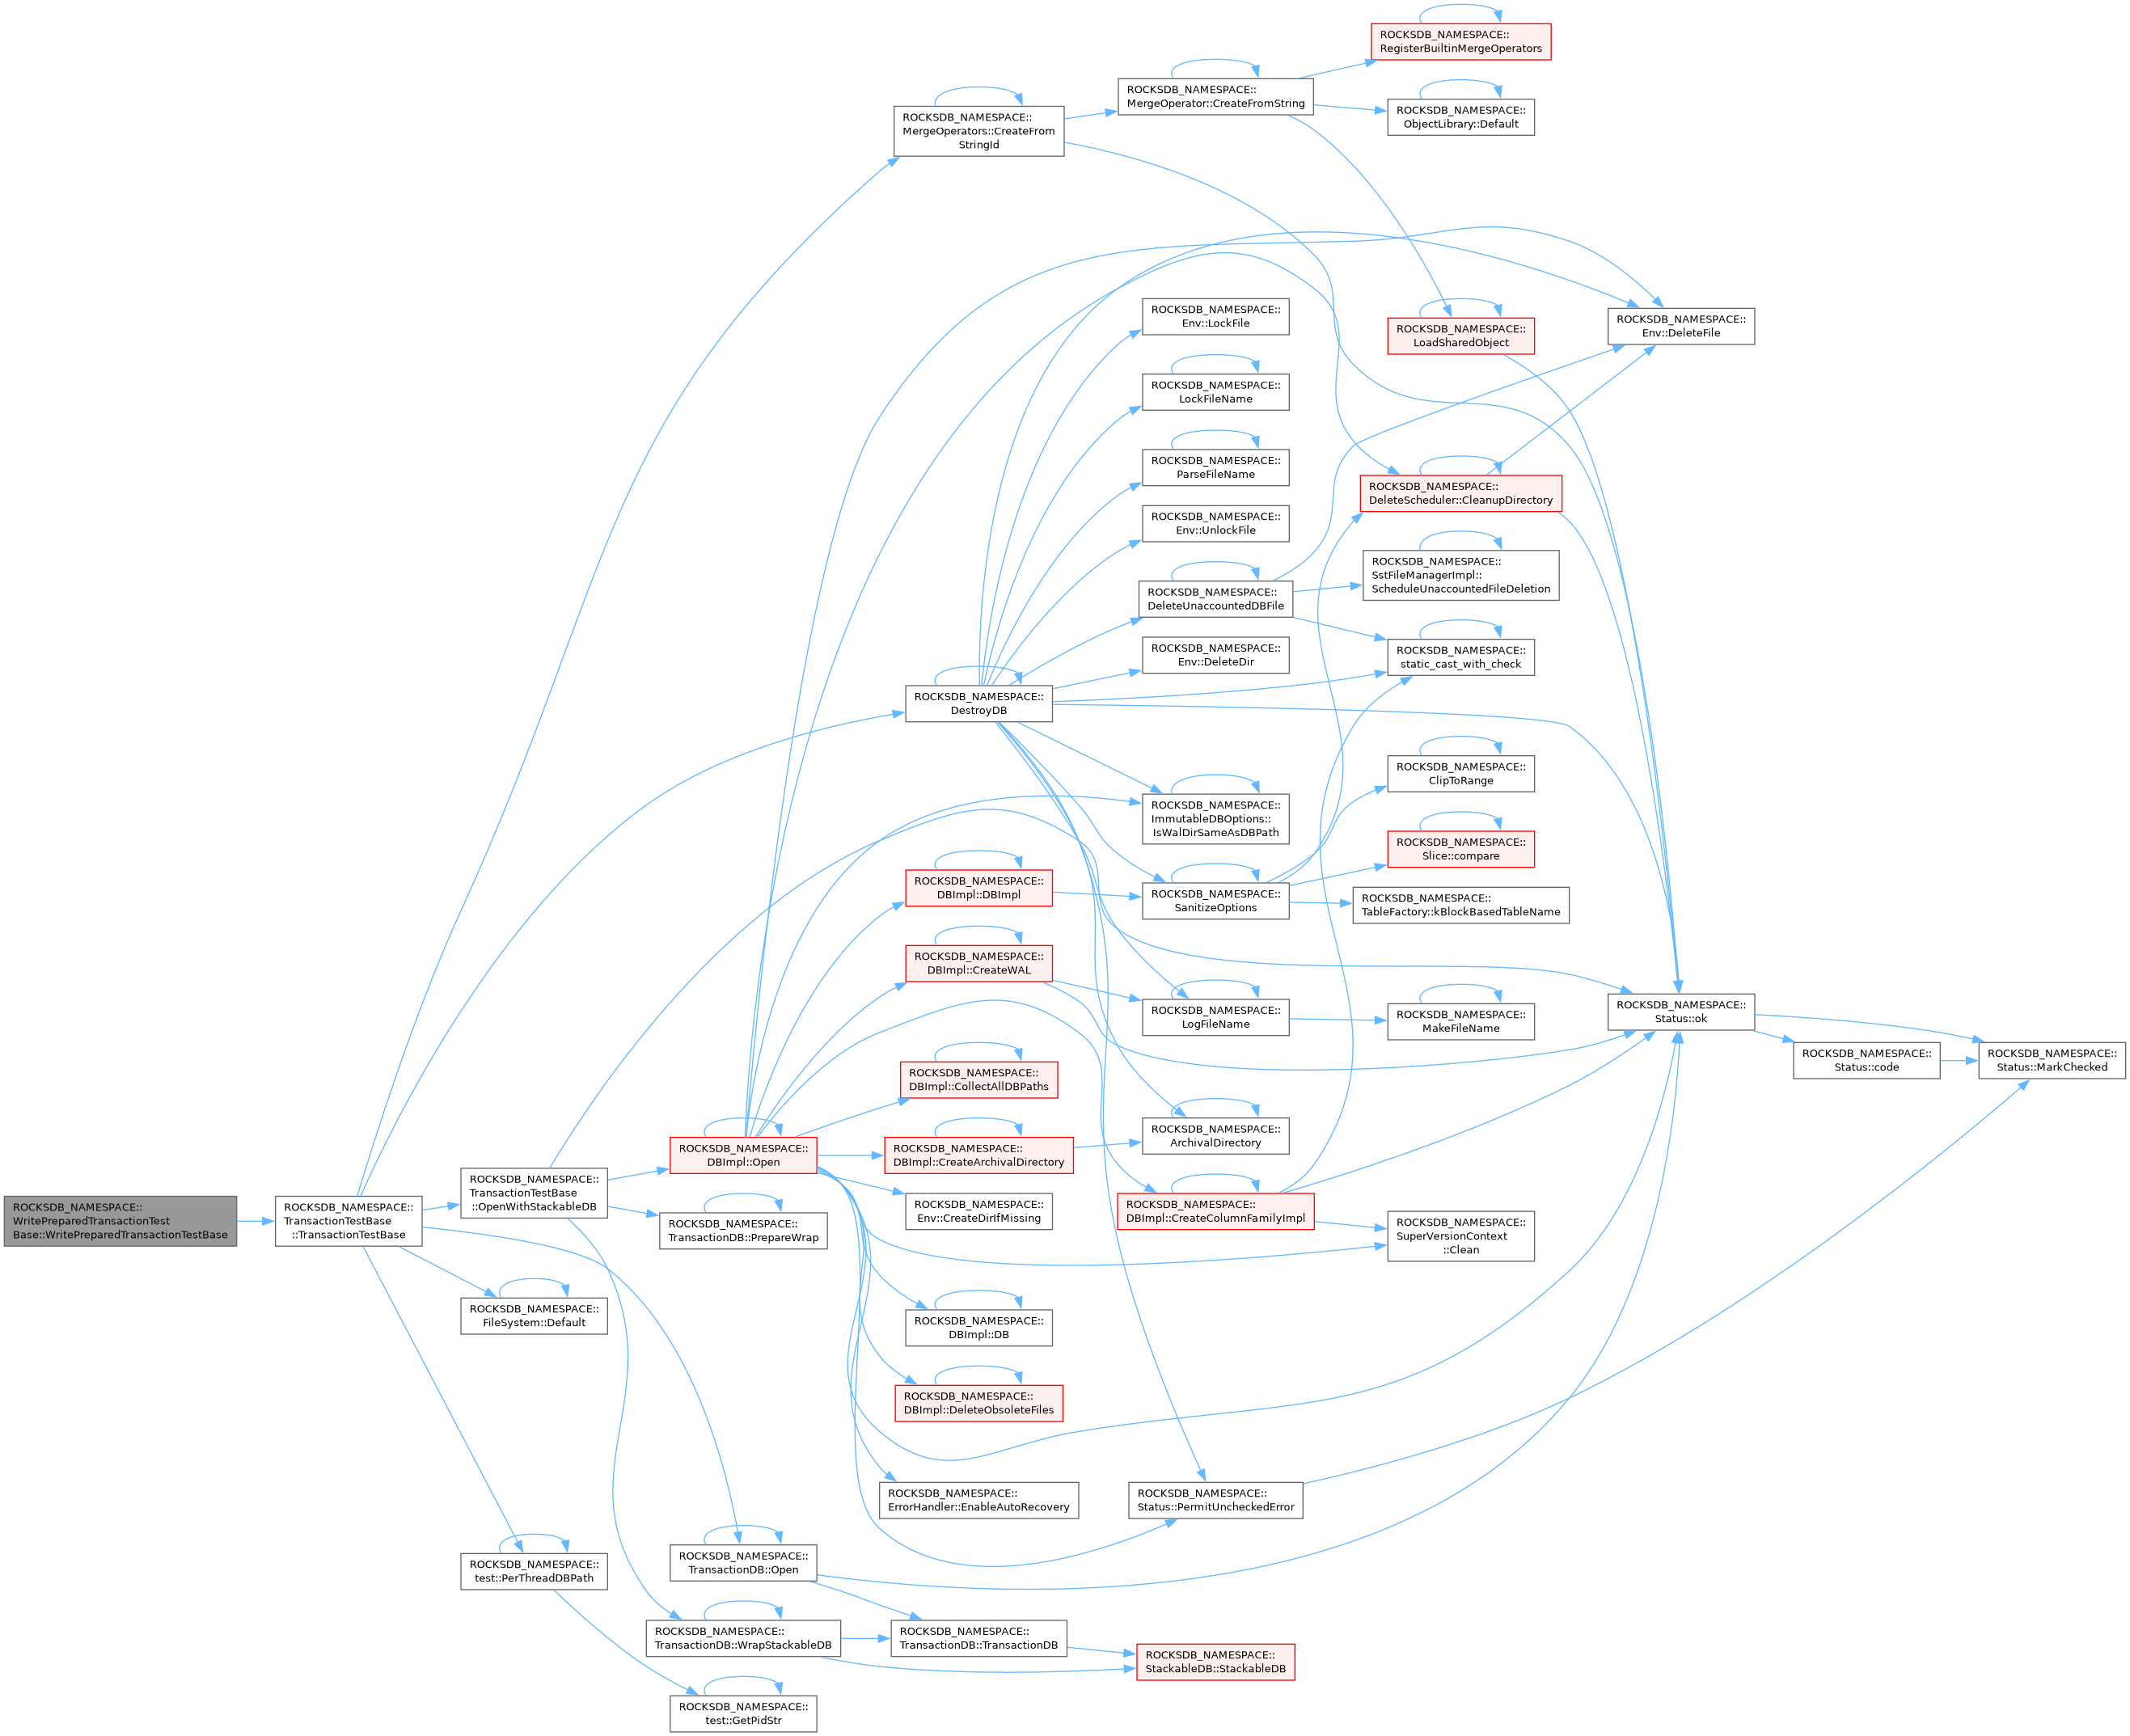 ROCKSDB_NAMESPACE::
RegisterBuiltinMergeOperators
ROCKSDB_NAMESPACE::
MergeOperator::CreateFromString
ROCKSDB_NAMESPACE::
ObjectLibrary::Default
ROCKSDB_NAMESPACE::
MergeOperators::CreateFrom
StringId
ROCKSDB_NAMESPACE::
Env::LockFile
ROCKSDB_NAMESPACE::
LoadSharedObject
ROCKSDB_NAMESPACE::
Env::DeleteFile
ROCKSDB_NAMESPACE::
LockFileName
ROCKSDB_NAMESPACE::
ParseFileName
ROCKSDB_NAMESPACE::
DeleteScheduler::CleanupDirectory
ROCKSDB_NAMESPACE::
Env::UnlockFile
ROCKSDB_NAMESPACE::
SstFileManagerImpl::
ScheduleUnaccountedFileDeletion
ROCKSDB_NAMESPACE::
DeleteUnaccountedDBFile
ROCKSDB_NAMESPACE::
Env::DeleteDir
ROCKSDB_NAMESPACE::
static_cast_with_check
ROCKSDB_NAMESPACE::
DestroyDB
ROCKSDB_NAMESPACE::
ClipToRange
ROCKSDB_NAMESPACE::
ImmutableDBOptions::
IsWalDirSameAsDBPath
ROCKSDB_NAMESPACE::
Slice::compare
ROCKSDB_NAMESPACE::
DBImpl::DBImpl
ROCKSDB_NAMESPACE::
SanitizeOptions
ROCKSDB_NAMESPACE::
TableFactory::kBlockBasedTableName
ROCKSDB_NAMESPACE::
DBImpl::CreateWAL
ROCKSDB_NAMESPACE::
LogFileName
ROCKSDB_NAMESPACE::
MakeFileName
ROCKSDB_NAMESPACE::
Status::ok
ROCKSDB_NAMESPACE::
Status::code
ROCKSDB_NAMESPACE::
Status::MarkChecked
ROCKSDB_NAMESPACE::
DBImpl::CollectAllDBPaths
ROCKSDB_NAMESPACE::
ArchivalDirectory
ROCKSDB_NAMESPACE::
DBImpl::Open
ROCKSDB_NAMESPACE::
DBImpl::CreateArchivalDirectory
ROCKSDB_NAMESPACE::
TransactionTestBase
::OpenWithStackableDB
ROCKSDB_NAMESPACE::
WritePreparedTransactionTest
Base::WritePreparedTransactionTestBase
ROCKSDB_NAMESPACE::
TransactionTestBase
::TransactionTestBase
ROCKSDB_NAMESPACE::
Env::CreateDirIfMissing
ROCKSDB_NAMESPACE::
DBImpl::CreateColumnFamilyImpl
ROCKSDB_NAMESPACE::
TransactionDB::PrepareWrap
ROCKSDB_NAMESPACE::
SuperVersionContext
::Clean
ROCKSDB_NAMESPACE::
FileSystem::Default
ROCKSDB_NAMESPACE::
DBImpl::DB
ROCKSDB_NAMESPACE::
DBImpl::DeleteObsoleteFiles
ROCKSDB_NAMESPACE::
ErrorHandler::EnableAutoRecovery
ROCKSDB_NAMESPACE::
Status::PermitUncheckedError
ROCKSDB_NAMESPACE::
test::PerThreadDBPath
ROCKSDB_NAMESPACE::
TransactionDB::Open
ROCKSDB_NAMESPACE::
TransactionDB::WrapStackableDB
ROCKSDB_NAMESPACE::
TransactionDB::TransactionDB
ROCKSDB_NAMESPACE::
StackableDB::StackableDB
ROCKSDB_NAMESPACE::
test::GetPidStr